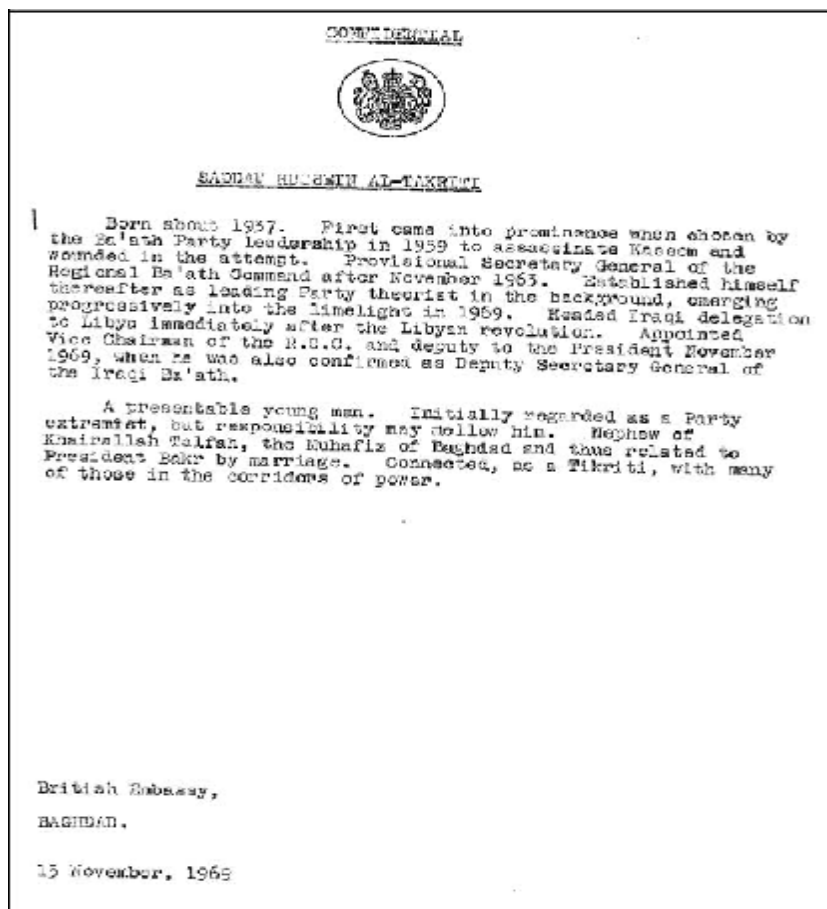 CONFIDENTIAL
SADDAM HUSSEIN AL-TAKRITI
Born about 1937. First came into prominence when chosen by
the Ba'ath Party leadership in 1959 to assassinate Kassem and
wounded in the attempt. Provisional Secretary General of the
Regional Ba'ath Command after November 1963. Established himself
thereafter as leading Party theorist in the background, emerging
progressively into the limelight in 1969. Headed Iraqi delegation
to Libya immediately after the Libyan revolution. Appointed
Vice Chairman of the R.C.C. and deputy to the President November
1969, when he was also confirmed as Deputy Secretary General of
the Iraqi Ba'ath.
A presentable young man. Initially regarded as a Party
extremist, but responsibility may mellow him. Nephew of
Khairallah Talfah, the Muhafiz of Baghdad and thus related to
President Bakr by marriage. Connected, as a Tikriti, with many
of those in the corridors of power.
British Embassy,
BAGHDAD.
15 November, 1969